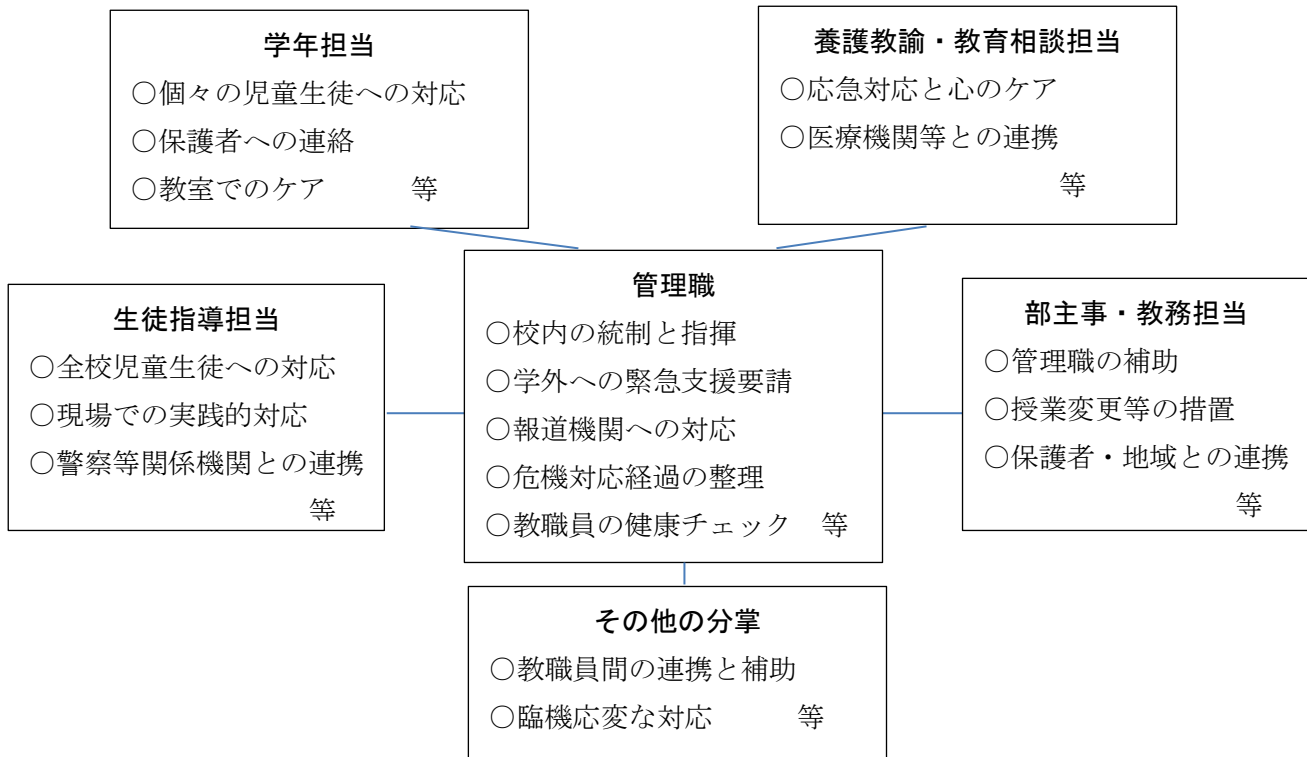 学年担当
○個々の児童生徒への対応
○保護者への連絡
○教室でのケア　　　等
養護教諭・教育相談担当
○応急対応と心のケア
○医療機関等との連携
等
生徒指導担当
○全校児童生徒への対応
○現場での実践的対応
○警察等関係機関との連携
等
管理職
○校内の統制と指揮
○学外への緊急支援要請
○報道機関への対応
○危機対応経過の整理
○教職員の健康チェック　等
部主事・教務担当
○管理職の補助
○授業変更等の措置
○保護者・地域との連携
等
その他の分掌
○教職員間の連携と補助
○臨機応変な対応　　　等